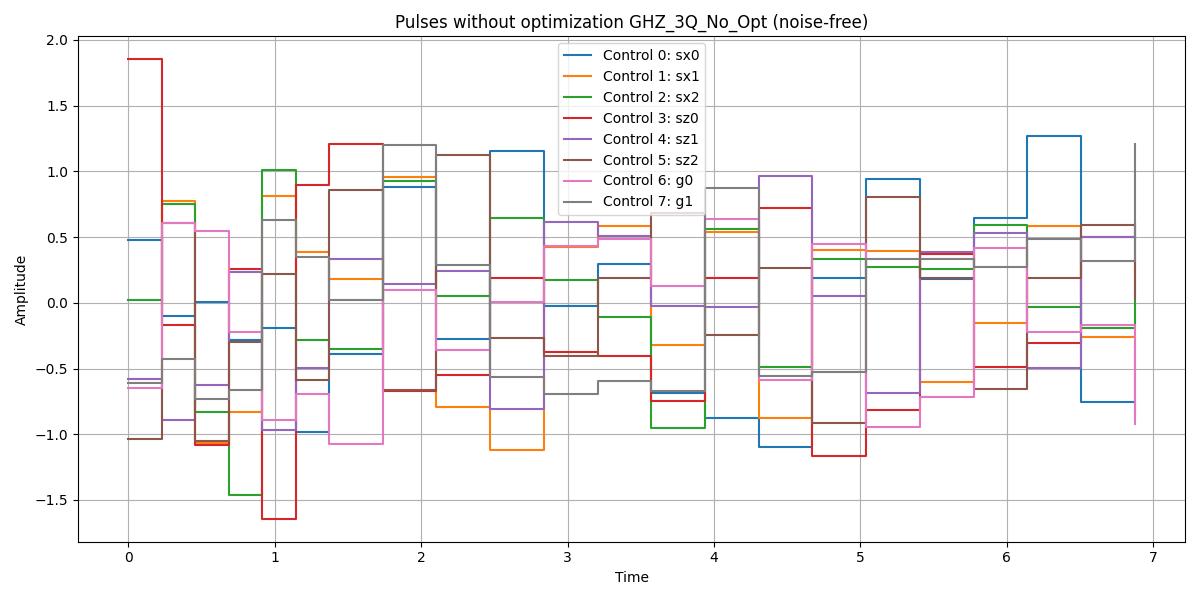 Pulses without optimization GHZ_3Q_No_Opt (noise-free)
2.0
1.5
1.0
0.5
0.0
−0.5
−1.0
−1.5
Amplitude
Control 0: sx0
Control 1: sx1
Control 2: sx2
Control 3: sz0
Control 4: sz1
Control 5: sz2
Control 6: g0
Control 7: g1
0 1 2 3 4 5 6 7
Time